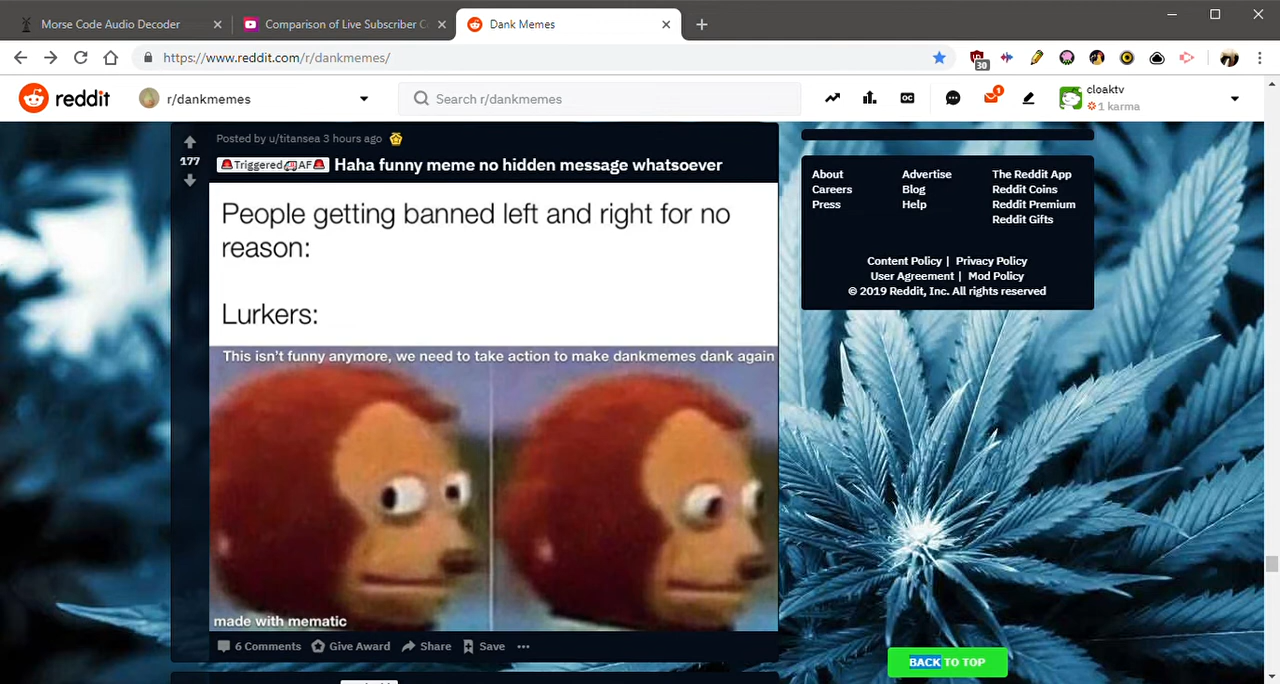 Morse Code Audio Decoder
Comparison of Live Subscriber C
Dank Memes
https://www.reddit.com/r/dankmemes/
30
reddit
r/dankmemes
Search r/dankmemes
1
cloaktv
1 karma
Posted by u/titansea 3 hours ago
177
Triggered AF Haha funny meme no hidden message whatsoever
People getting banned left and right for no
reason:
Lurkers:
This isn't funny anymore, we need to take action to make dankmemes dank again
made with mematic
6 Comments Give Award Share Save
About Advertise The Reddit App
Careers Blog Reddit Coins
Press Help Reddit Premium
Reddit Gifts
Content Policy | Privacy Policy
User Agreement | Mod Policy
© 2019 Reddit, Inc. All rights reserved
BACK TO TOP